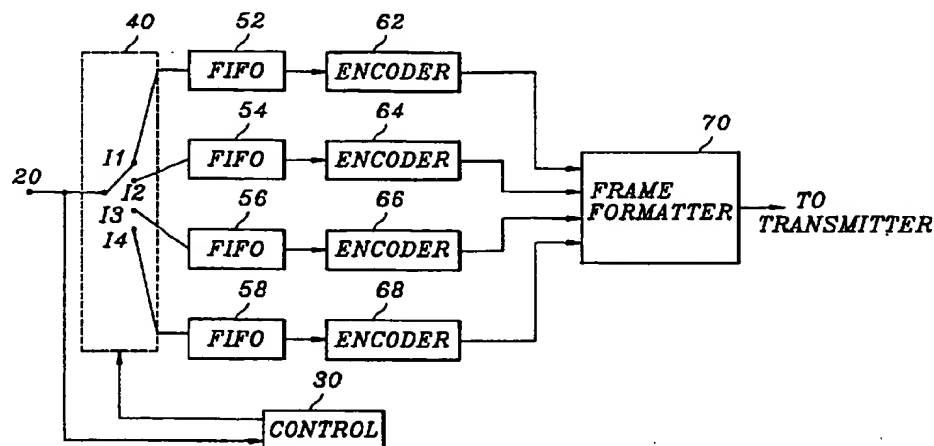 40
52
62
FIFO
ENCODER
54
64
70
I1
FIFO
ENCODER
20
I2
FRAME
FORMATTER
TO
TRANSMITTER
I3
56
66
I4
FIFO
ENCODER
58
68
FIFO
ENCODER
30
CONTROL